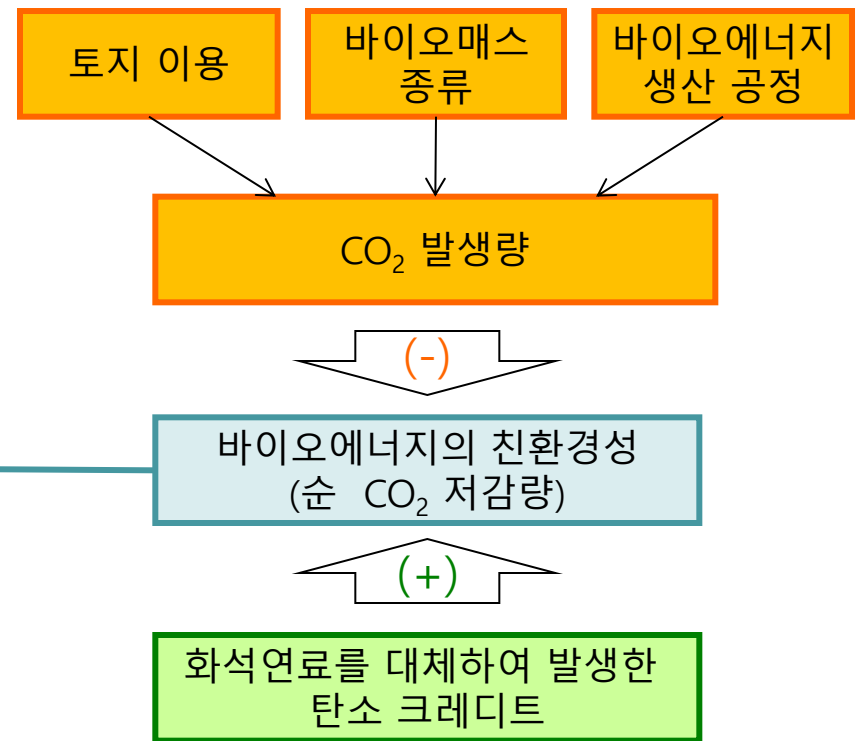 토지 이용
바이오매스
종류
바이오에너지
생산 공정
CO₂ 발생량
(-)
바이오에너지의 친환경성
(순 CO₂ 저감량)
(+)
화석연료를 대체하여 발생한
탄소 크레디트